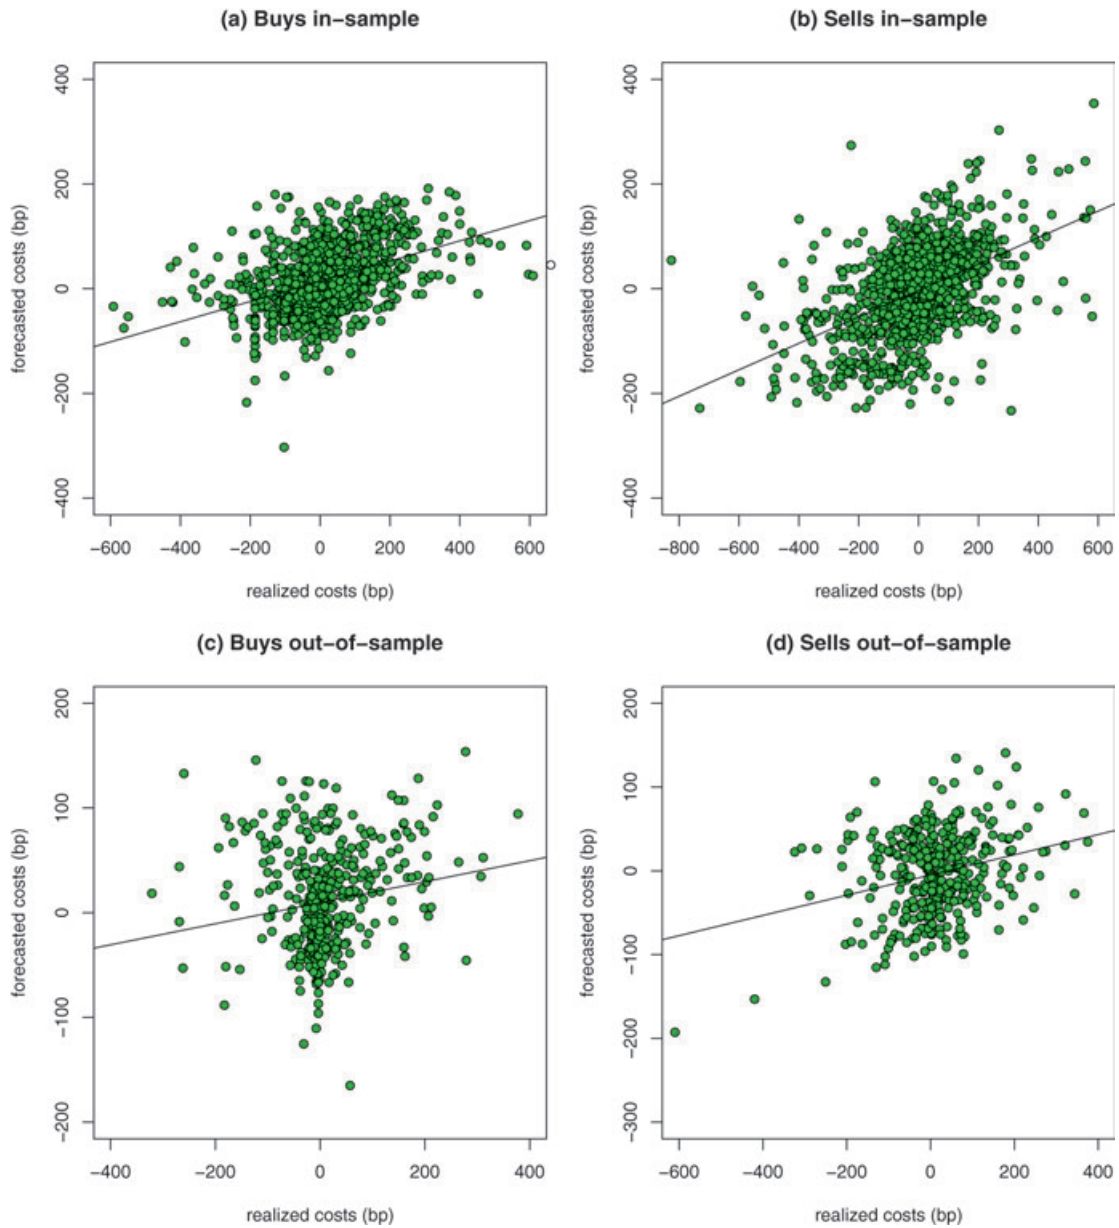 (a) Buys in−sample
400
200
0
−200
−400
forecasted costs (bp)
−600 −400 −200 0 200 400 600
realized costs (bp)
(b) Sells in−sample
400
200
0
−200
−400
forecasted costs (bp)
−800 −600 −400 −200 0 200 400 600
realized costs (bp)
(c) Buys out−of−sample
200
100
0
−100
−200
forecasted costs (bp)
−400 −200 0 200 400
realized costs (bp)
(d) Sells out−of−sample
200
100
0
−100
−200
−300
forecasted costs (bp)
−600 −400 −200 0 200 400
realized costs (bp)